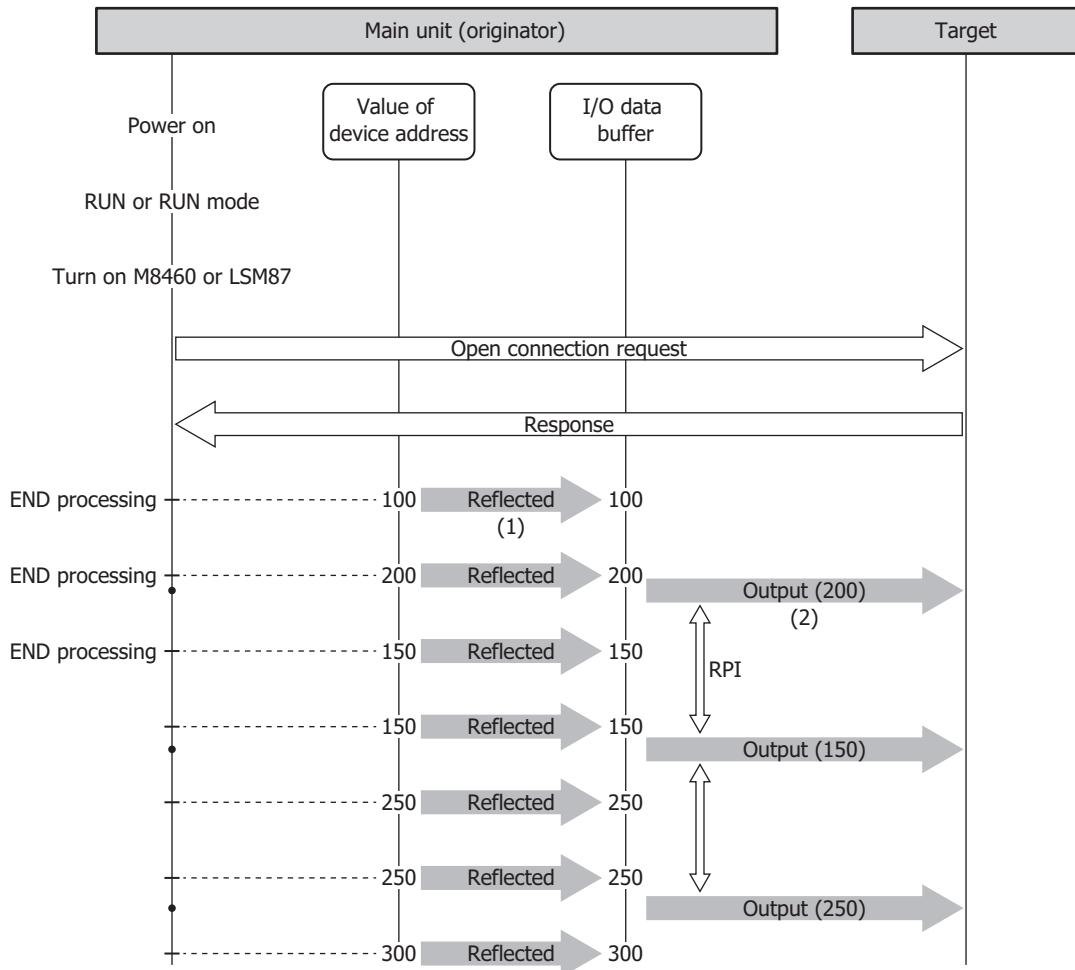 Main unit (originator)
Target
Value of
device address
I/O data
buffer
Power on
RUN or RUN mode
Turn on M8460 or LSM87
Open connection request
Response
END processing
100
Reflected
100
(1)
END processing
200
Reflected
200
Output (200)
(2)
END processing
150
Reflected
150
RPI
150
Reflected
150
Output (150)
250
Reflected
250
250
Reflected
250
Output (250)
300
Reflected
300